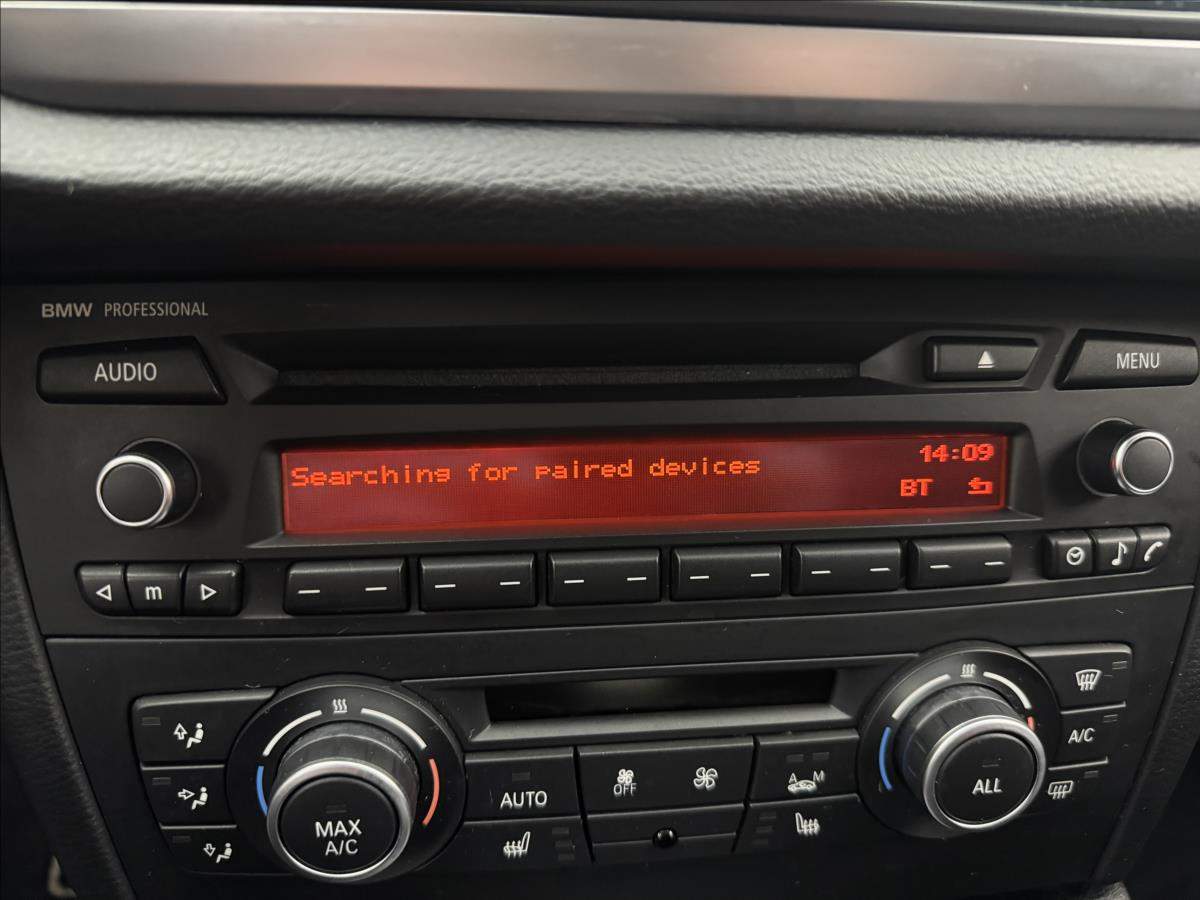 BMW PROFESSIONAL
AUDIO
MENU
Searching for paired devices
14:09
BT
m
MAX
A/C
AUTO
OFF
A M
ALL
A/C